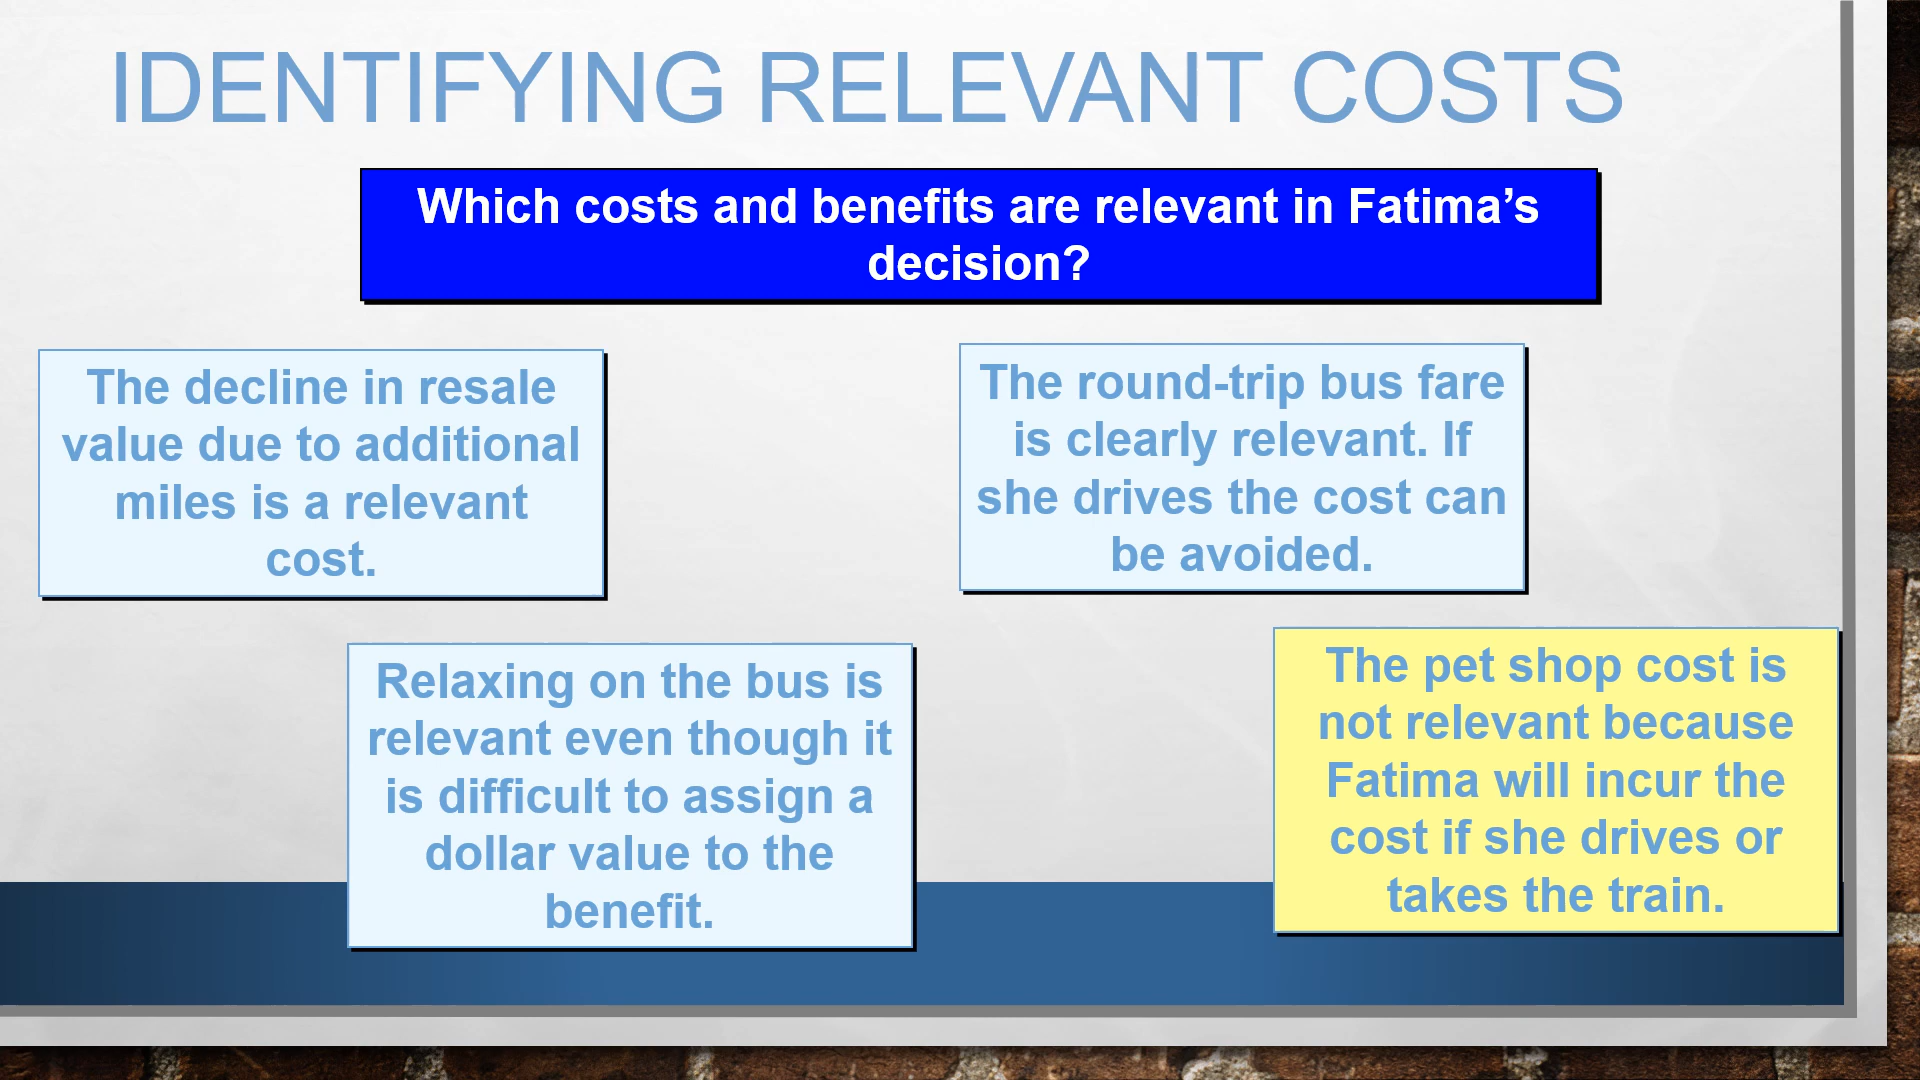 IDENTIFYING RELEVANT COSTS
Which costs and benefits are relevant in Fatima’s
decision?
The decline in resale
value due to additional
miles is a relevant
cost.
The round-trip bus fare
is clearly relevant. If
she drives the cost can
be avoided.
Relaxing on the bus is
relevant even though it
is difficult to assign a
dollar value to the
benefit.
The pet shop cost is
not relevant because
Fatima will incur the
cost if she drives or
takes the train.